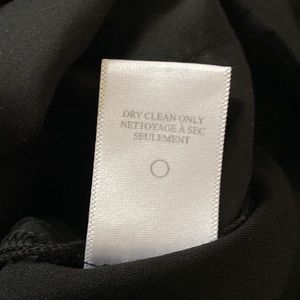 DRY CLEAN ONLY
NETTOYAGE À SEC
SEULEMENT